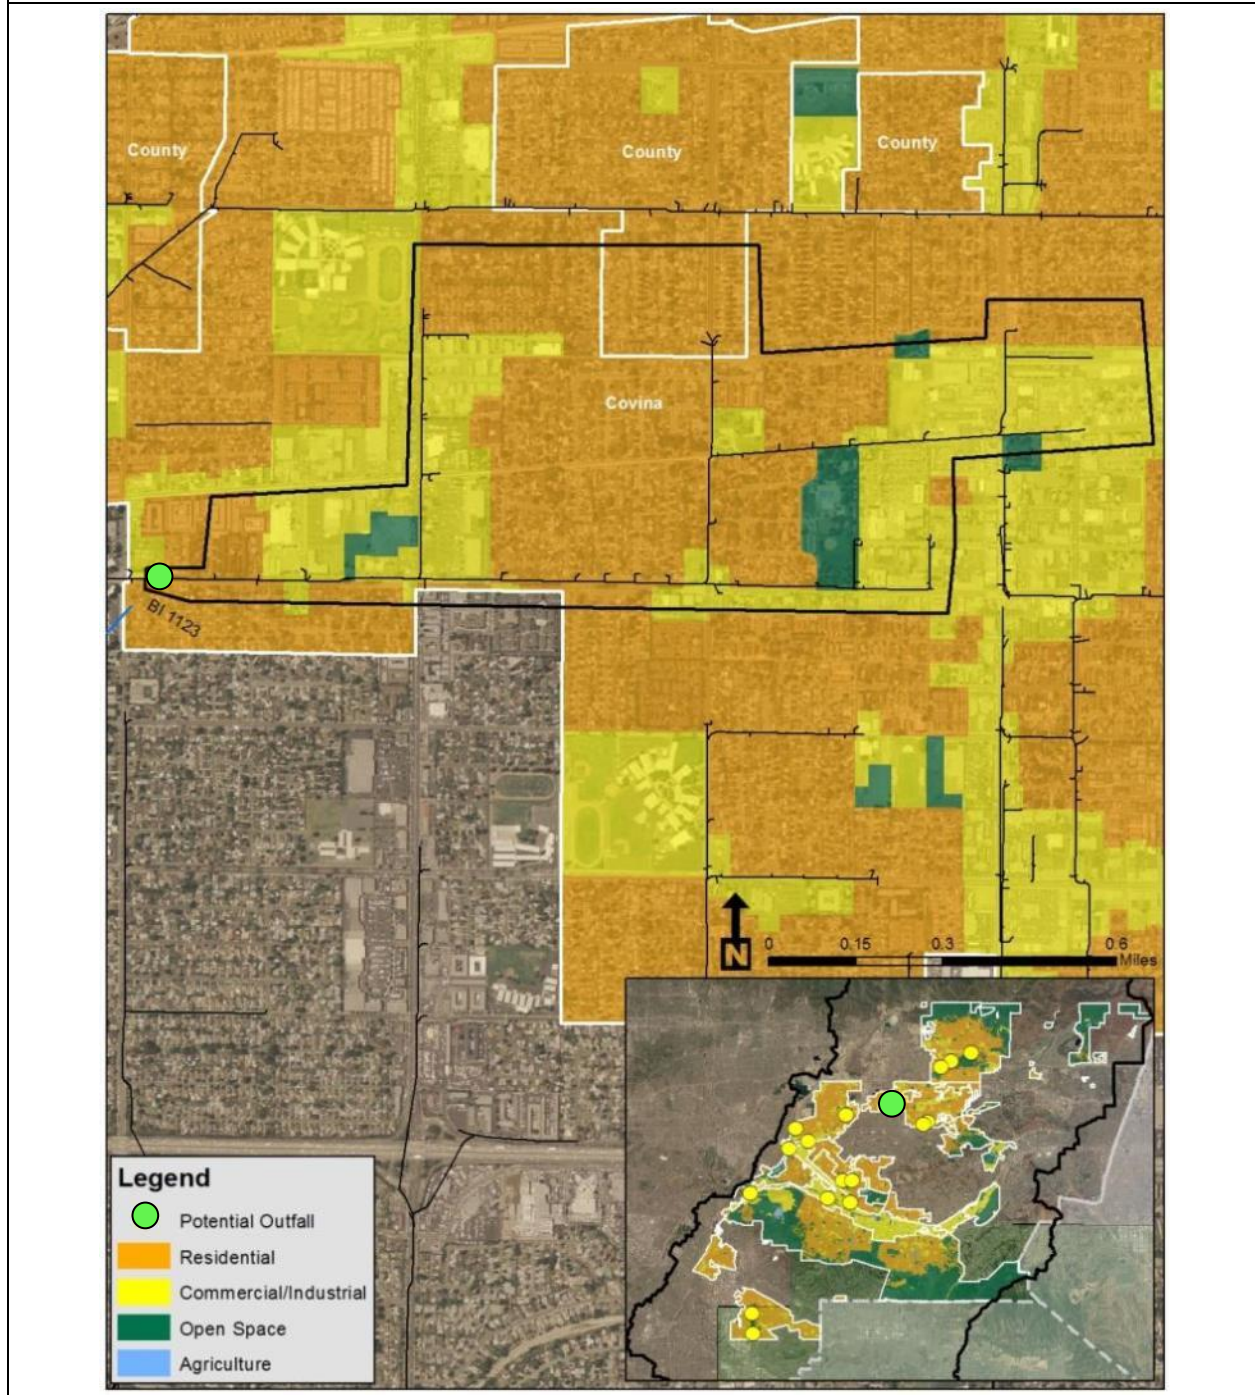 County
County
County
Covina
BI 1123
N
0 0.15 0.3 0.6
Miles
Legend
Potential Outfall
Residential
Commercial/Industrial
Open Space
Agriculture